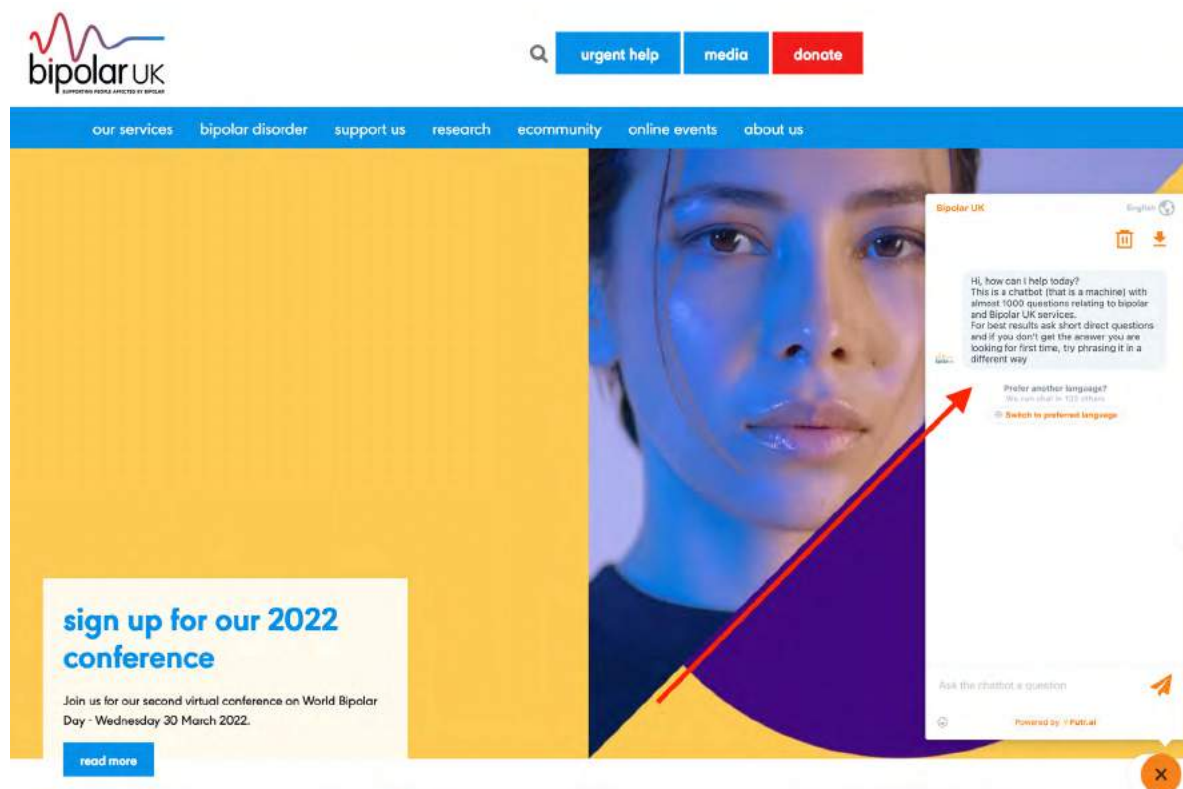 bipolar UK
SUPPORTING PEOPLE AFFECTED BY BIPOLAR
urgent help
media
donate
our services
bipolar disorder
support us
research
ecommunity
online events
about us
sign up for our 2022
conference
Join us for our second virtual conference on World Bipolar
Day - Wednesday 30 March 2022.
read more
Bipolar UK
English
Hi, how can I help today?
This is a chatbot (that is a machine) with
almost 1000 questions relating to bipolar
and Bipolar UK services.
For best results ask short direct questions
and if you don't get the answer you are
looking for first time, try phrasing it in a
different way
Prefer another language?
We can chat in others
Switch to preferred language
Ask the chatbot a question
Powered by Futr.ai